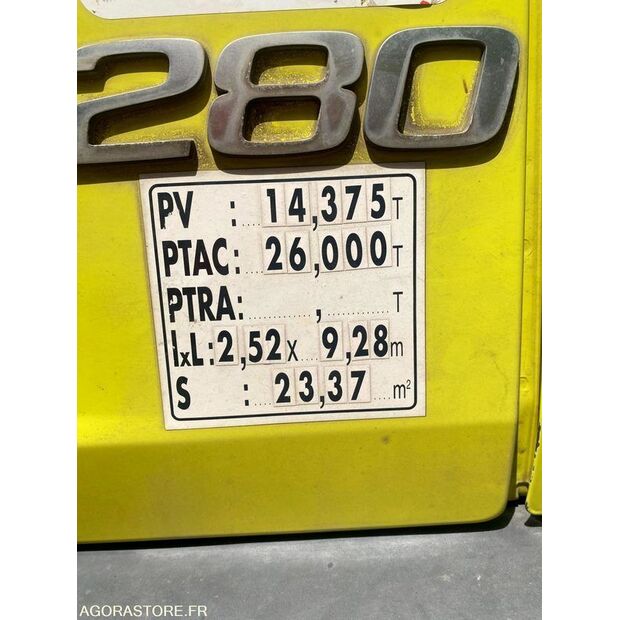 280
PV : 14,375 T
PTAC: 26,000 T
PTRA: , T
lxL: 2,52 x 9,28 m
S : 23,37 m²
AGORASTORE.FR